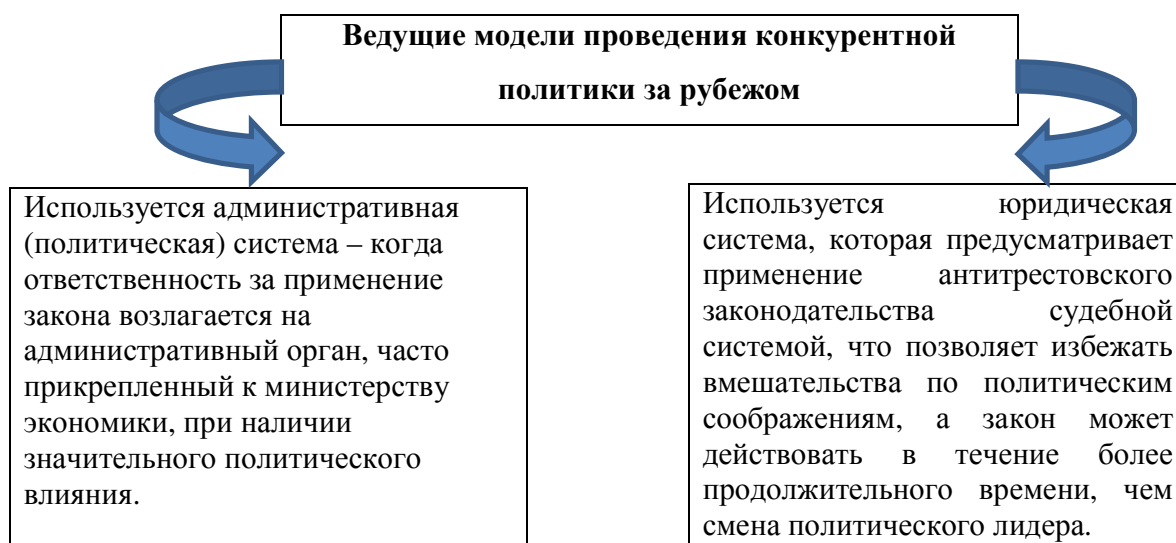 Ведущие модели проведения конкурентной
политики за рубежом
Используется административная
(политическая) система – когда
ответственность за применение
закона возлагается на
административный орган, часто
прикрепленный к министерству
экономики, при наличии
значительного политического
влияния.
Используется юридическая
система, которая предусматривает
применение антитрестовского
законодательства судебной
системой, что позволяет избежать
вмешательства по политическим
соображениям, а закон может
действовать в течение более
продолжительного времени, чем
смена политического лидера.